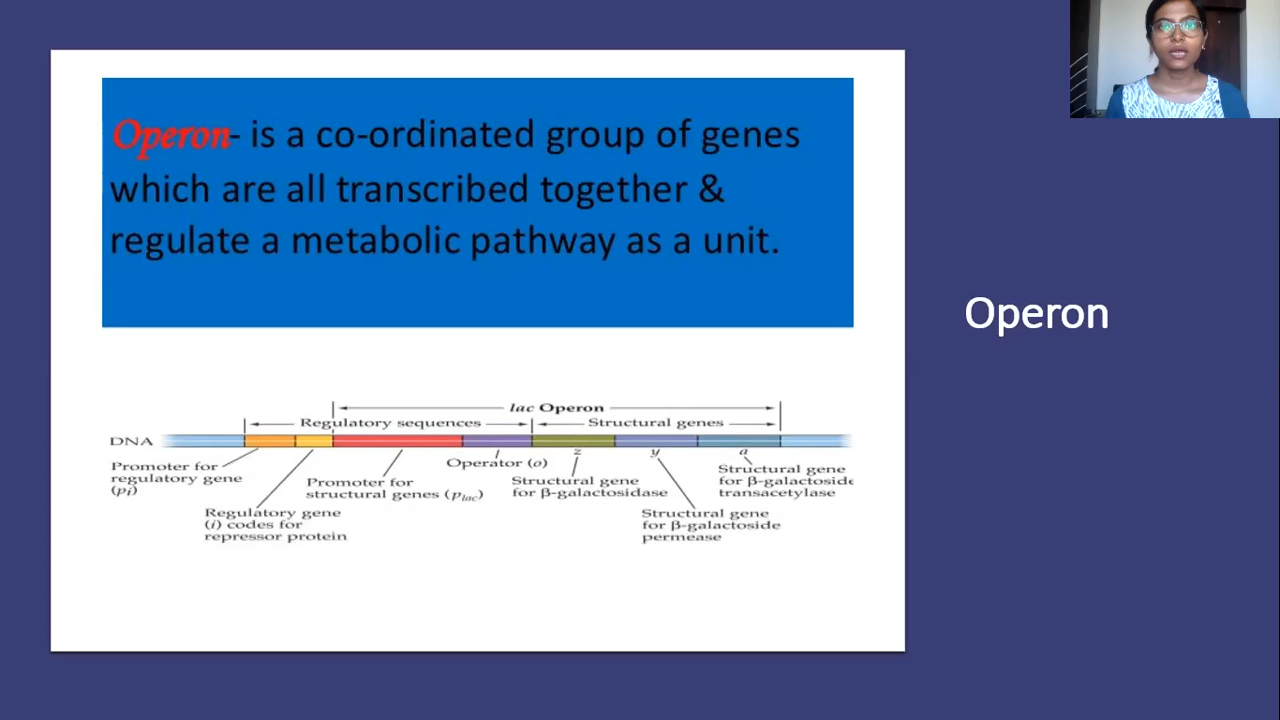 Operon- is a co-ordinated group of genes
which are all transcribed together &
regulate a metabolic pathway as a unit.
Operon
lac Operon
Regulatory sequences
Structural genes
DNA
z
y
a
Promoter for
regulatory gene
(pi)
Regulatory gene
(i) codes for
repressor protein
Promoter for
structural genes (plac)
Operator (o)
Structural gene
for β-galactosidase
Structural gene
for β-galactoside
permease
Structural gene
for β-galactoside
transacetylase